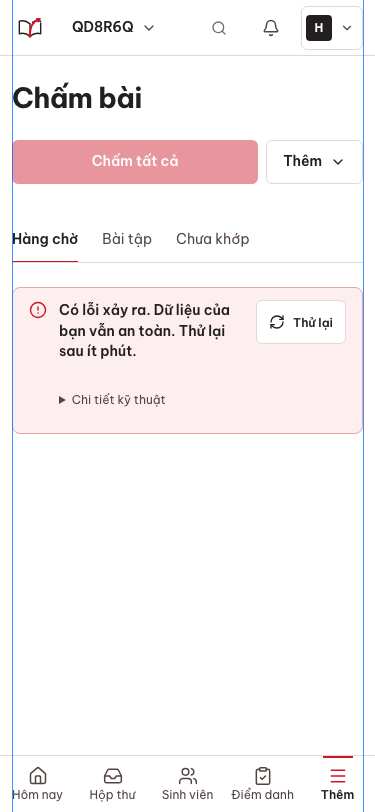 QD8R6Q
H
Chấm bài
Chấm tất cả
Thêm
Hàng chờ
Bài tập
Chưa khớp
Có lỗi xảy ra. Dữ liệu của
bạn vẫn an toàn. Thử lại
sau ít phút.
Thử lại
Chi tiết kỹ thuật
Hôm nay
Hộp thư
Sinh viên
Điểm danh
Thêm